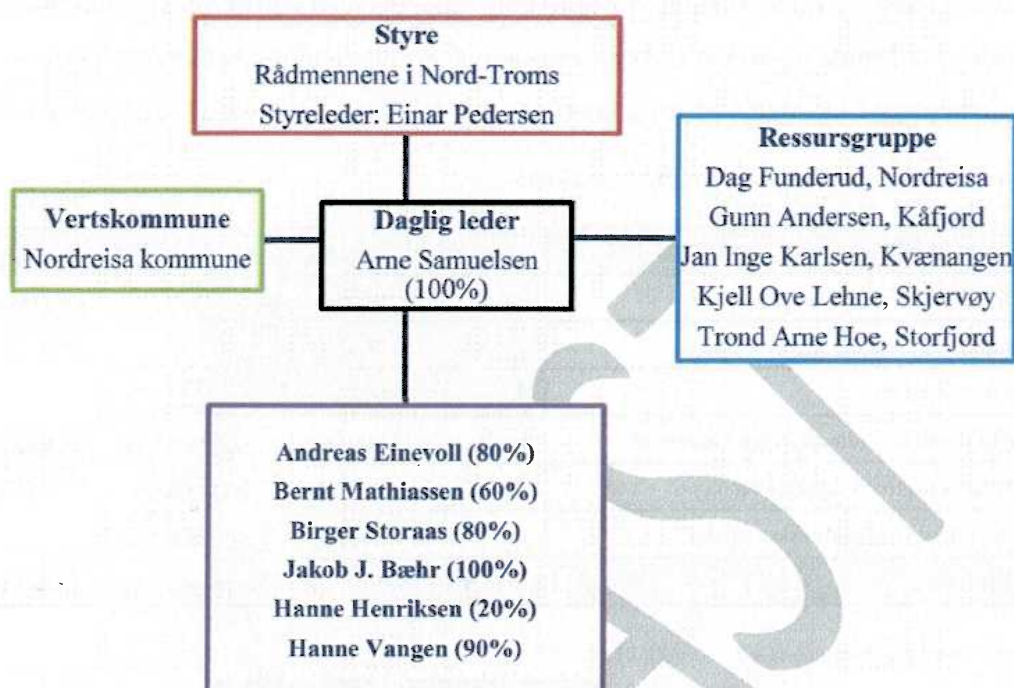 Styre
Rådmennene i Nord-Troms
Styreleder: Einar Pedersen
Vertskommune
Nordreisa kommune
Daglig leder
Arne Samuelsen
(100%)
Ressursgruppe
Dag Funderud, Nordreisa
Gunn Andersen, Kåfjord
Jan Inge Karlsen, Kvænangen
Kjell Ove Lehne, Skjervøy
Trond Arne Hoe, Storfjord
Andreas Einevoll (80%)
Bernt Mathiassen (60%)
Birger Storaas (80%)
Jakob J. Bæhr (100%)
Hanne Henriksen (20%)
Hanne Vangen (90%)